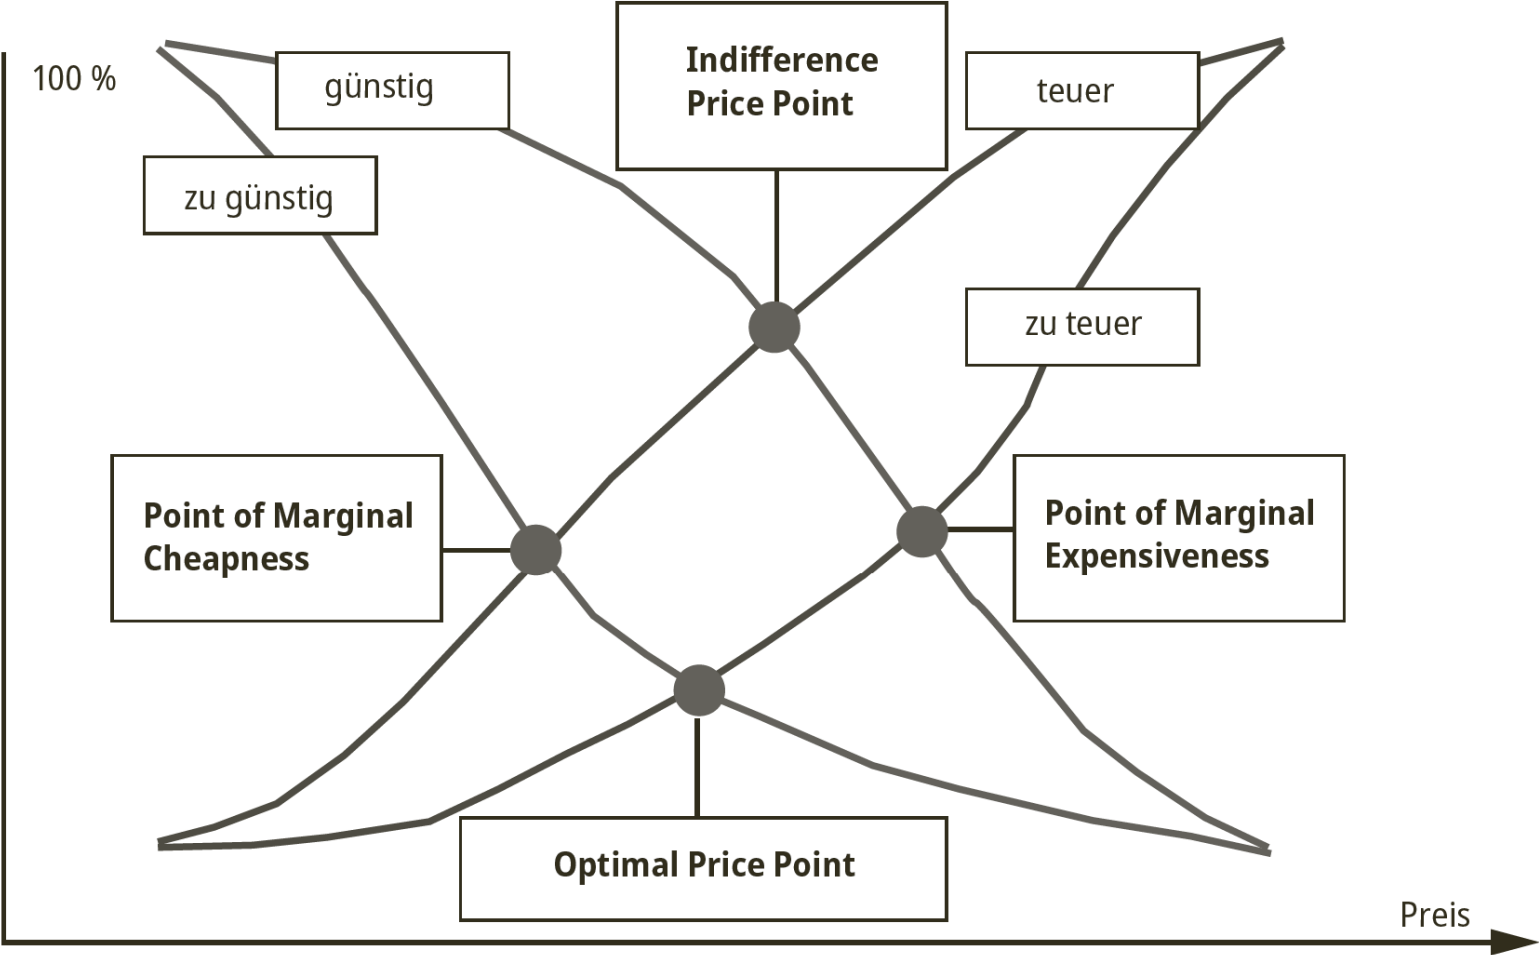 100 %
günstig
Indifference
Price Point
teuer
zu günstig
zu teuer
Point of Marginal
Cheapness
Point of Marginal
Expensiveness
Optimal Price Point
Preis